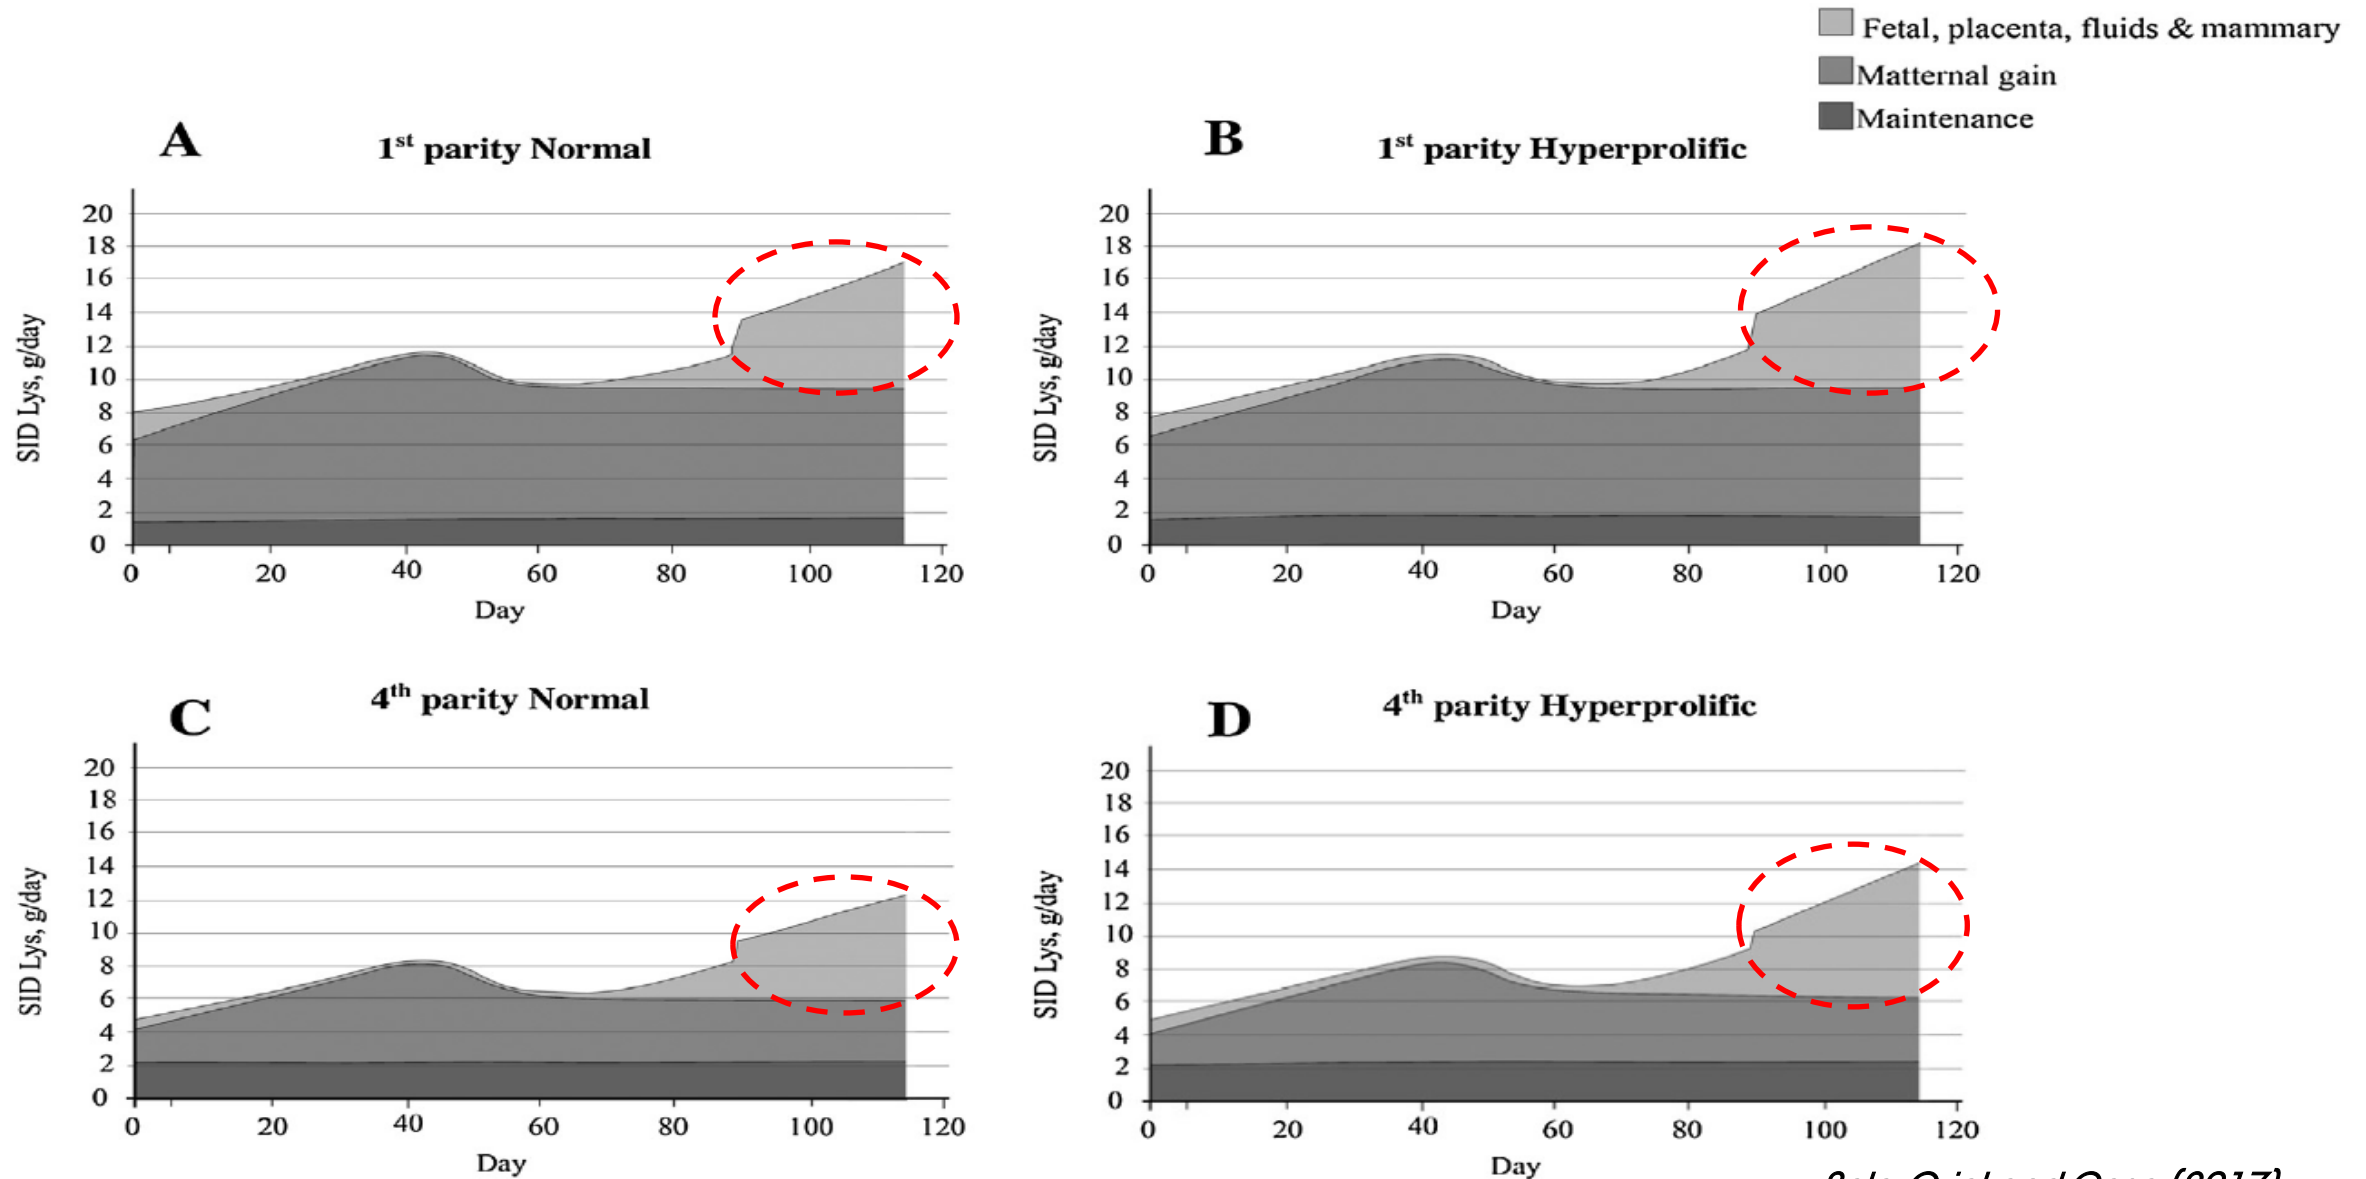 Fetal, placenta, fluids & mammary
Matternal gain
Maintenance
A
1st parity Normal
20
18
16
14
12
10
8
6
4
2
0
SID Lys, g/day
0 20 40 60 80 100 120
Day
B
1st parity Hyperprolific
20
18
16
14
12
10
8
6
4
2
0
SID Lys, g/day
0 20 40 60 80 100 120
Day
C
4th parity Normal
20
18
16
14
12
10
8
6
4
2
0
SID Lys, g/day
0 20 40 60 80 100 120
Day
D
4th parity Hyperprolific
20
18
16
14
12
10
8
6
4
2
0
SID Lys, g/day
0 20 40 60 80 100 120
Day